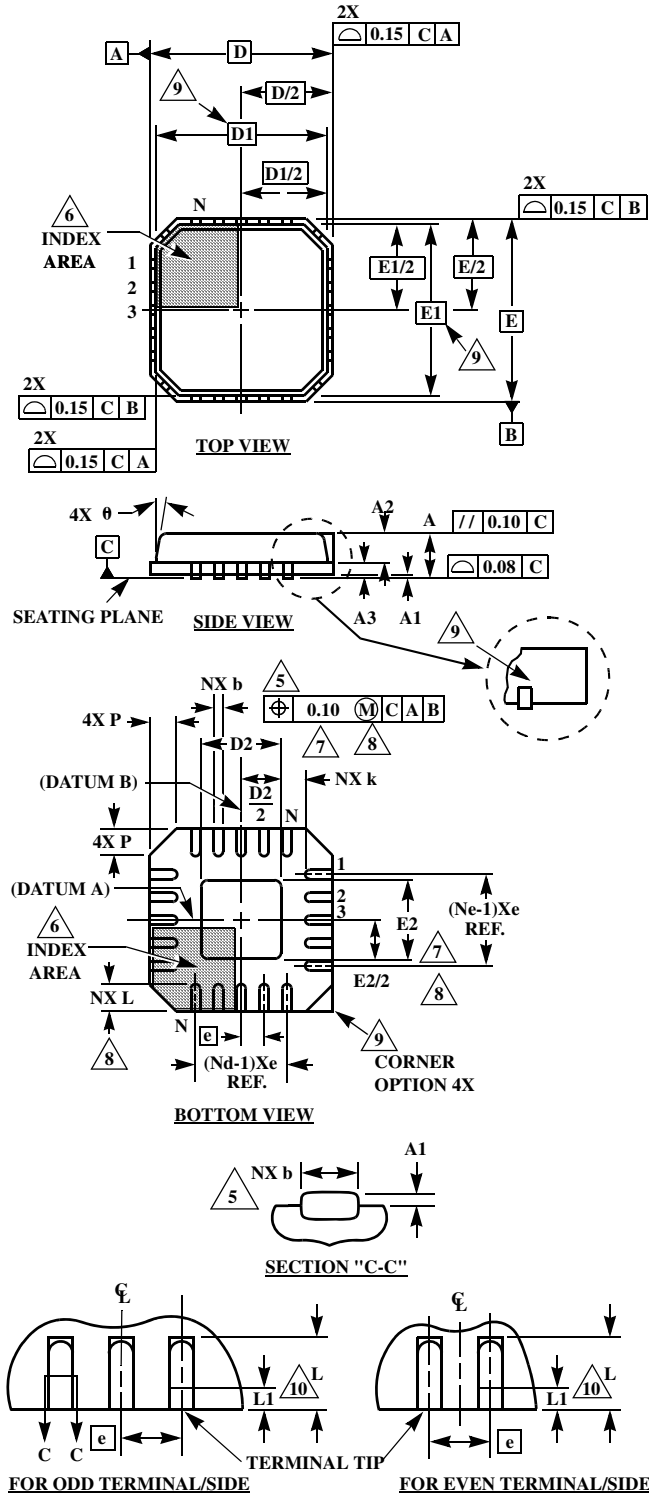 2X
⌓ 0.15 C A
A
D
9
D/2
D1
D1/2
2X
⌓ 0.15 C B
6
INDEX
AREA
N
1
2
3
E1/2
E/2
E1
E
9
2X
⌓ 0.15 C B
2X
⌓ 0.15 C A
B
TOP VIEW
4X θ
A2
A
// 0.10 C
C
⌓ 0.08 C
SEATING PLANE
SIDE VIEW
A3
A1
9
NX b
5
⌖ 0.10 Ⓜ C A B
4X P
D2
7
8
(DATUM B)
D2
2
N
NX k
4X P
1
(DATUM A)
2
3
(Ne-1)Xe
REF.
6
INDEX
AREA
E2
7
E2/2
8
NX L
N
e
8
(Nd-1)Xe
REF.
9
CORNER
OPTION 4X
BOTTOM VIEW
A1
NX b
5
SECTION "C-C"
CL
CL
L
10
L1
L
10
L1
C
C
e
e
TERMINAL TIP
FOR ODD TERMINAL/SIDE
FOR EVEN TERMINAL/SIDE